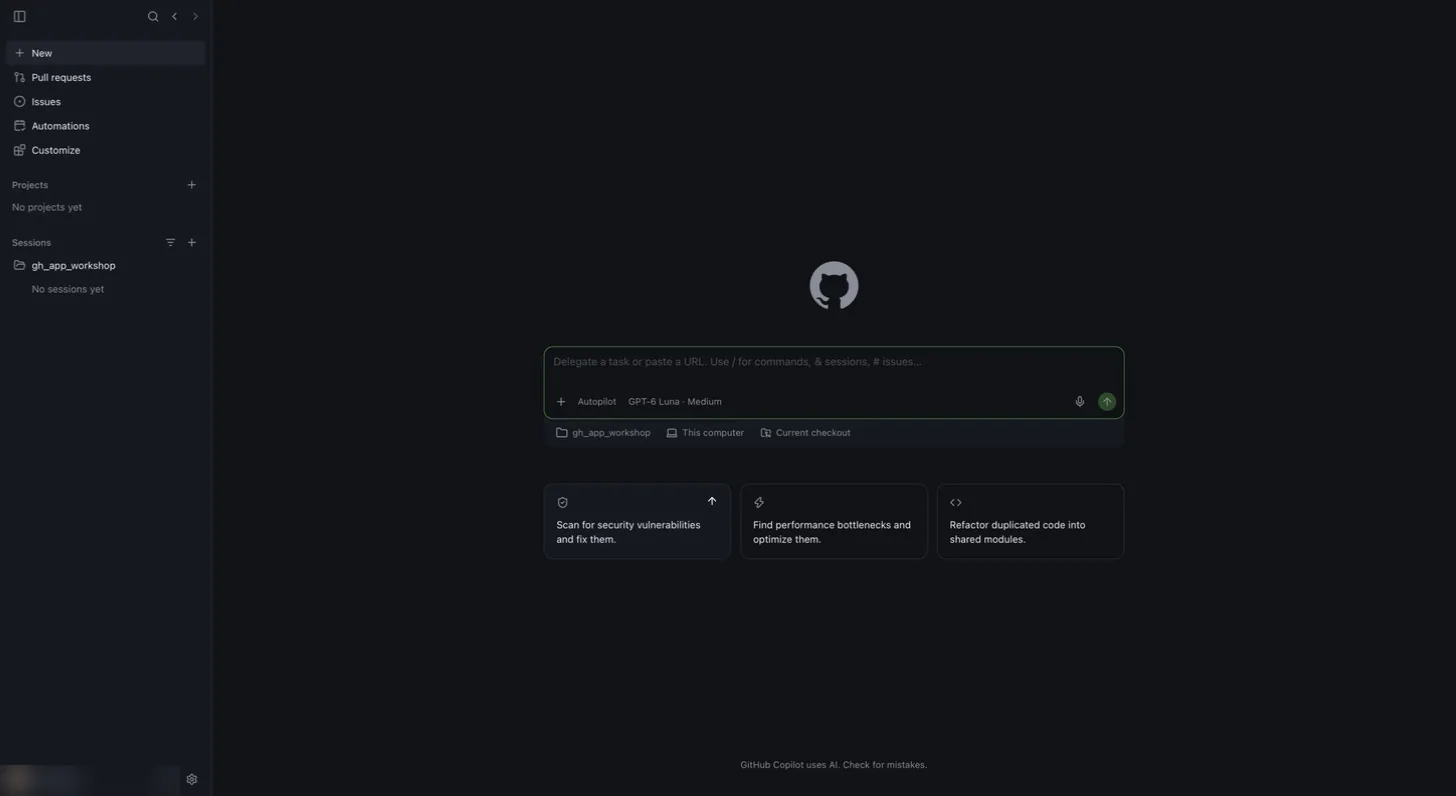 New
Pull requests
Issues
Automations
Customize
Projects
No projects yet
Sessions
gh_app_workshop
No sessions yet
Delegate a task or paste a URL. Use / for commands, & sessions, # issues...
Autopilot GPT-6 Luna · Medium
gh_app_workshop This computer Current checkout
Scan for security vulnerabilities
and fix them.
Find performance bottlenecks and
optimize them.
Refactor duplicated code into
shared modules.
GitHub Copilot uses AI. Check for mistakes.